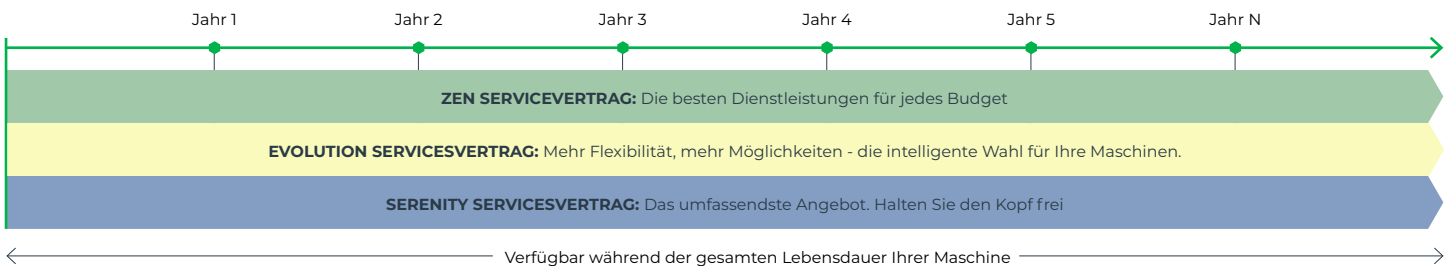 Jahr 1 Jahr 2 Jahr 3 Jahr 4 Jahr 5 Jahr N
ZEN SERVICEVERTRAG: Die besten Dienstleistungen für jedes Budget
EVOLUTION SERVICESVERTRAG: Mehr Flexibilität, mehr Möglichkeiten - die intelligente Wahl für Ihre Maschinen.
SERENITY SERVICESVERTRAG: Das umfassendste Angebot. Halten Sie den Kopf frei
Verfügbar während der gesamten Lebensdauer Ihrer Maschine